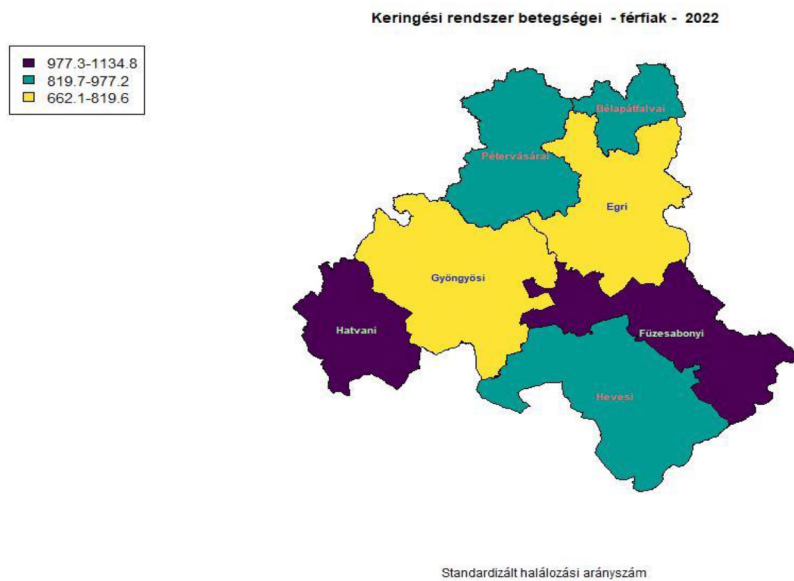 Keringési rendszer betegségei - férfiak - 2022
977.3-1134.8
819.7-977.2
662.1-819.6
Bélapátfalvai
Pétervásárai
Egri
Gyöngyösi
Hatvani
Füzesabonyi
Hevesi
Standardizált halálozási arányszám